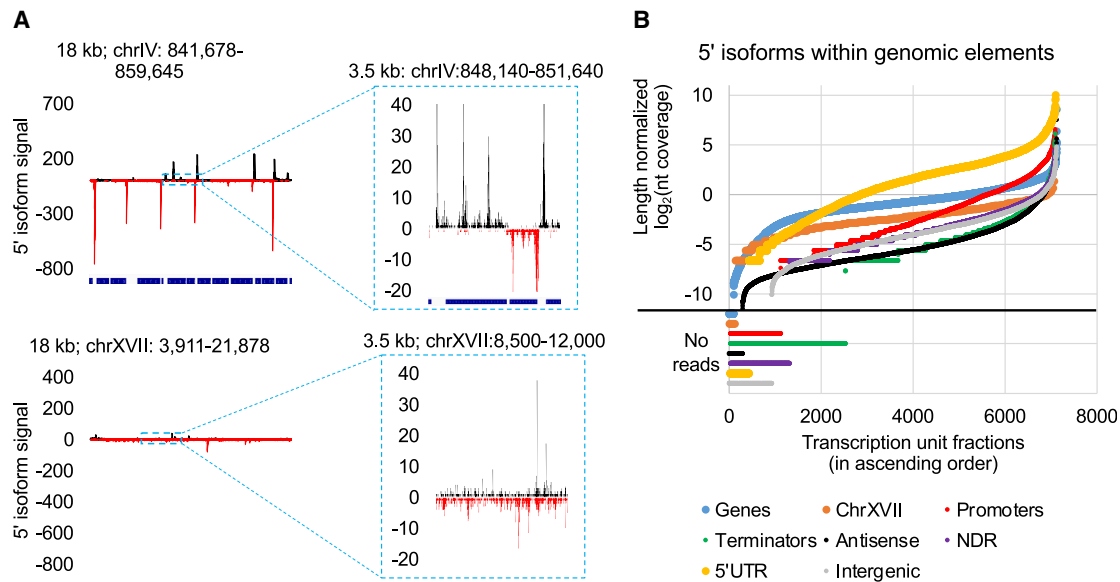 A
18 kb; chrIV: 841,678-
859,645
5' isoform signal
700
200
-300
-800
3.5 kb: chrIV:848,140-851,640
40
30
20
10
0
-10
-20
18 kb; chrXVII: 3,911-21,878
5' isoform signal
400
200
0
-200
-400
-600
-800
3.5 kb; chrXVII:8,500-12,000
40
30
20
10
0
-10
-20
B
5' isoforms within genomic elements
Length normalized
log2(nt coverage)
10
5
0
-5
-10
No
reads
0 2000 4000 6000 8000
Transcription unit fractions
(in ascending order)
Genes ChrXVII Promoters
Terminators Antisense NDR
5'UTR Intergenic